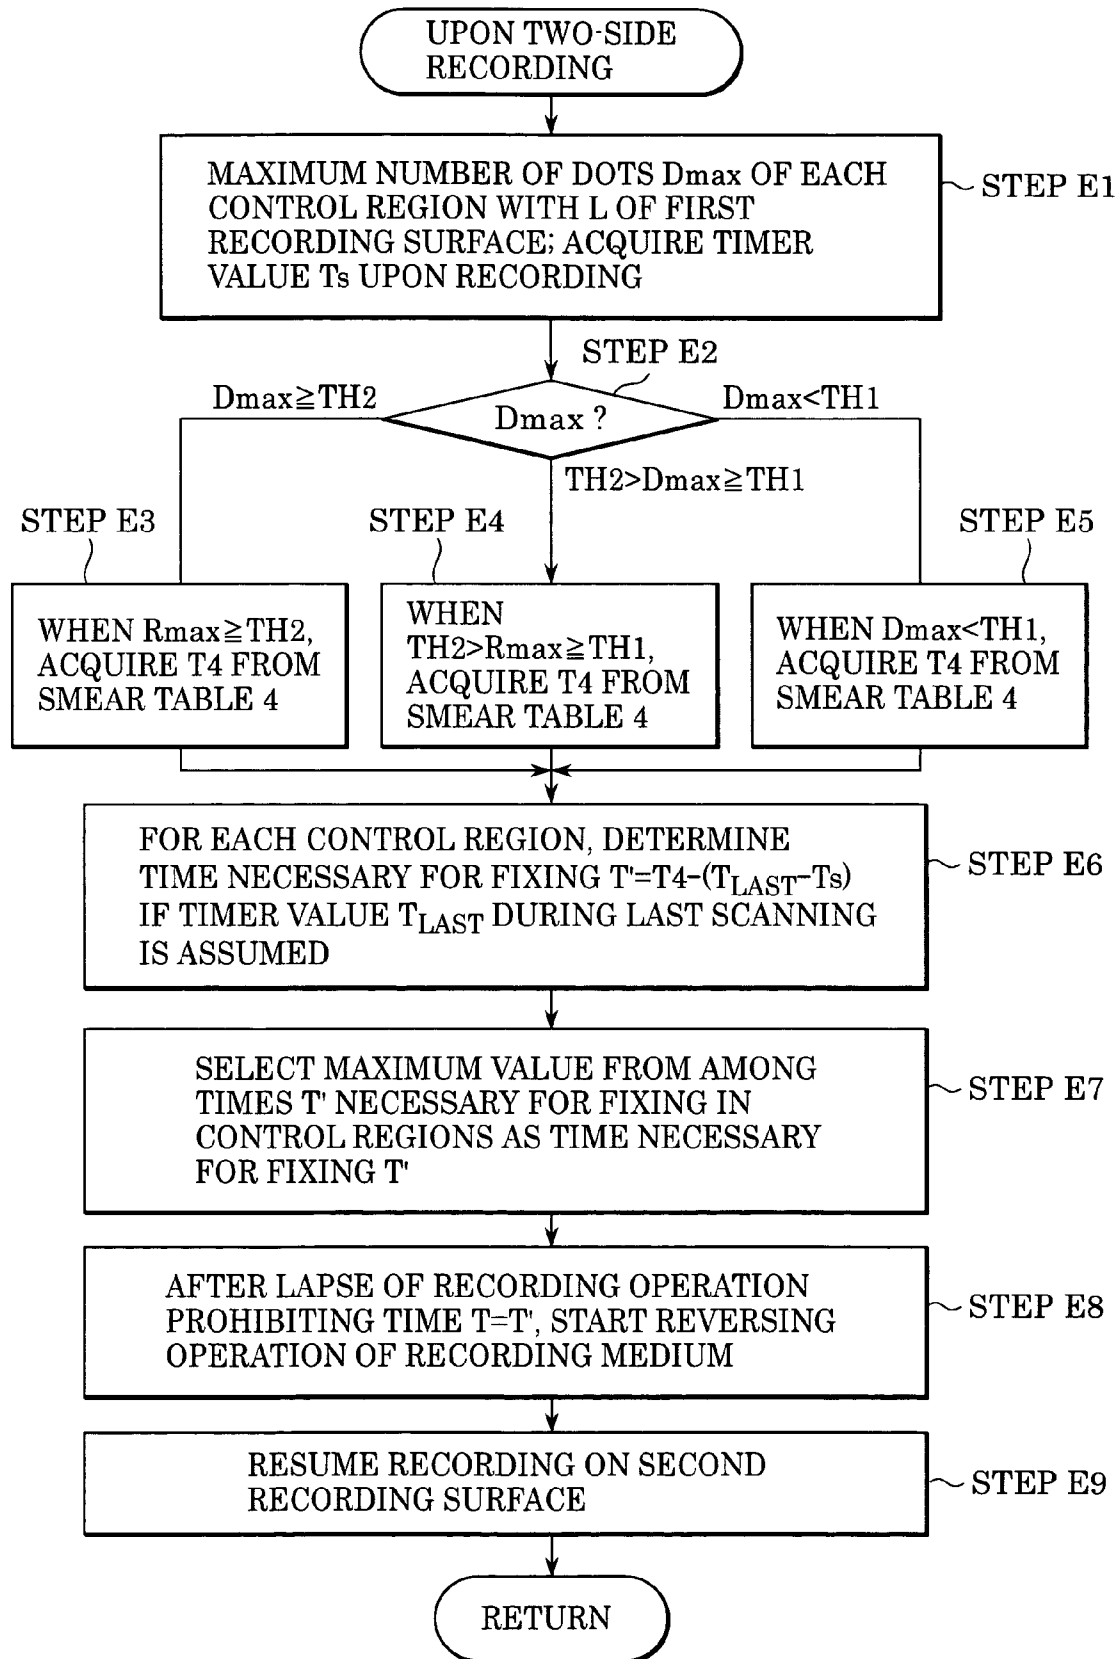 UPON TWO-SIDE
RECORDING
MAXIMUM NUMBER OF DOTS Dmax OF EACH
CONTROL REGION WITH L OF FIRST
RECORDING SURFACE; ACQUIRE TIMER
VALUE Ts UPON RECORDING
STEP E1
STEP E2
Dmax≧TH2
Dmax ?
Dmax<TH1
TH2>Dmax≧TH1
STEP E3
STEP E4
STEP E5
WHEN Rmax≧TH2,
ACQUIRE T4 FROM
SMEAR TABLE 4
WHEN
TH2>Rmax≧TH1,
ACQUIRE T4 FROM
SMEAR TABLE 4
WHEN Dmax<TH1,
ACQUIRE T4 FROM
SMEAR TABLE 4
FOR EACH CONTROL REGION, DETERMINE
TIME NECESSARY FOR FIXING T'=T4-(TLAST-Ts)
IF TIMER VALUE TLAST DURING LAST SCANNING
IS ASSUMED
STEP E6
SELECT MAXIMUM VALUE FROM AMONG
TIMES T' NECESSARY FOR FIXING IN
CONTROL REGIONS AS TIME NECESSARY
FOR FIXING T'
STEP E7
AFTER LAPSE OF RECORDING OPERATION
PROHIBITING TIME T=T', START REVERSING
OPERATION OF RECORDING MEDIUM
STEP E8
RESUME RECORDING ON SECOND
RECORDING SURFACE
STEP E9
RETURN